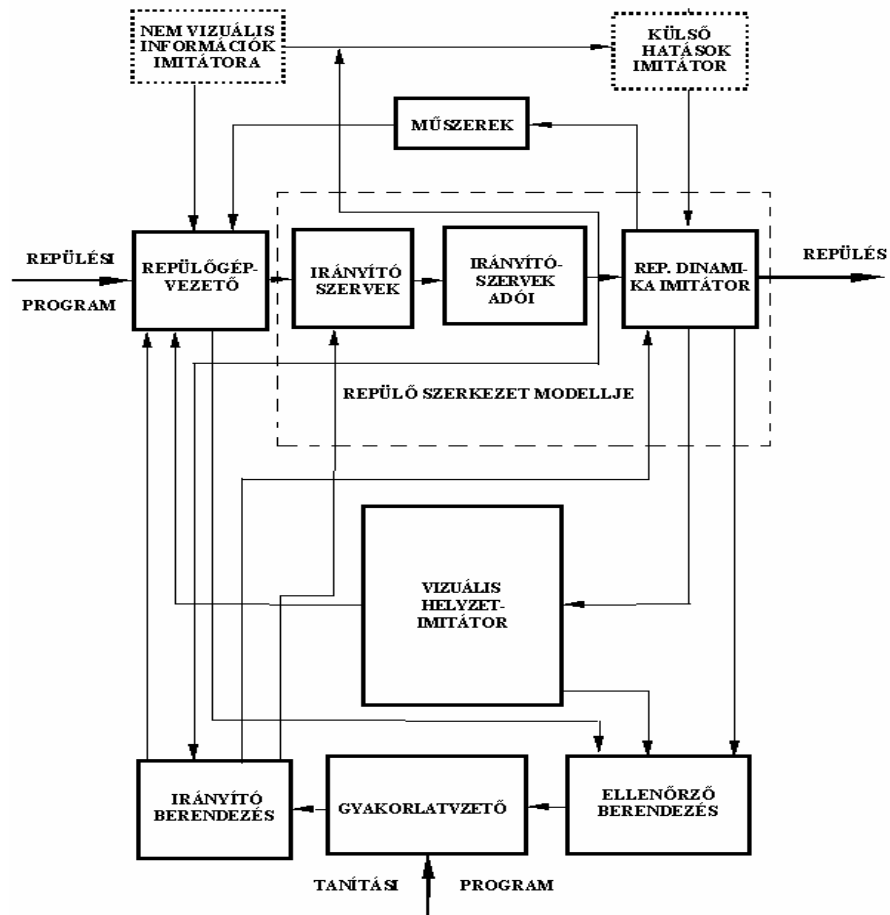 NEM VIZUÁLIS
INFORMÁCIÓK
IMITÁTORA
KÜLSŐ
HATÁSOK
IMITÁTOR
MŰSZEREK
REPÜLÉSI
PROGRAM
REPÜLŐGÉP-
VEZETŐ
IRÁNYÍTÓ
SZERVEK
IRÁNYÍTÓ-
SZERVEK
ADÓI
REP. DINAMI-
KA IMITÁTOR
REPÜLÉS
REPÜLŐ SZERKEZET MODELLJE
VIZUÁLIS
HELYZET-
IMITÁTOR
IRÁNYÍTÓ
BERENDEZÉS
GYAKORLATVZETŐ
ELLENŐRZŐ
BERENDEZÉS
TANÍTÁSI PROGRAM